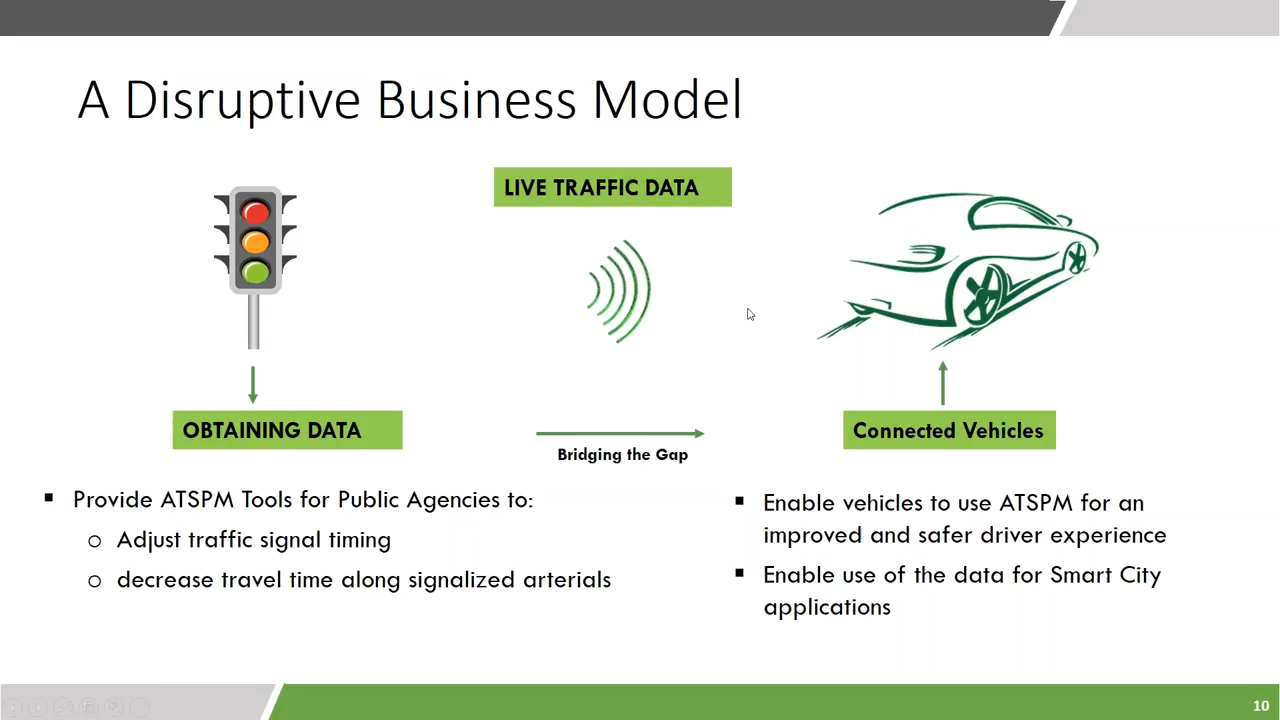 A Disruptive Business Model
LIVE TRAFFIC DATA
OBTAINING DATA
Bridging the Gap
Connected Vehicles
▪ Provide ATSPM Tools for Public Agencies to:
o Adjust traffic signal timing
o decrease travel time along signalized arterials
▪ Enable vehicles to use ATSPM for an
improved and safer driver experience
▪ Enable use of the data for Smart City
applications
10